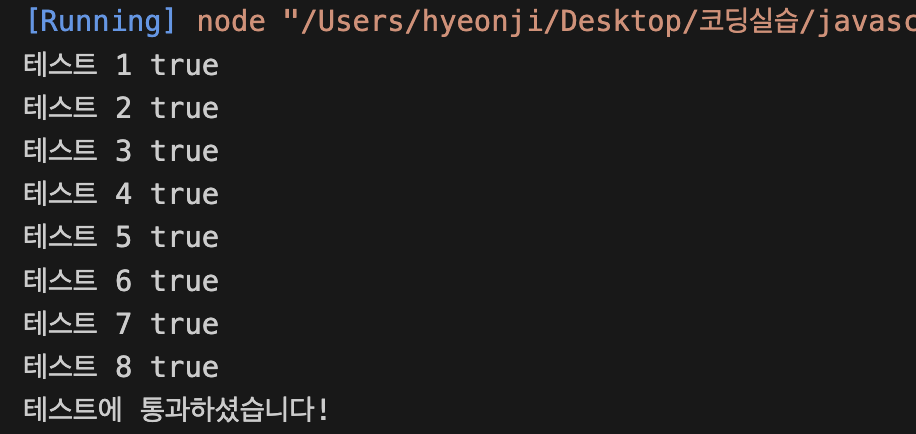 [Running] node "/Users/hyeonji/Desktop/코딩실습/javasc
테스트 1 true
테스트 2 true
테스트 3 true
테스트 4 true
테스트 5 true
테스트 6 true
테스트 7 true
테스트 8 true
테스트에 통과하셨습니다!